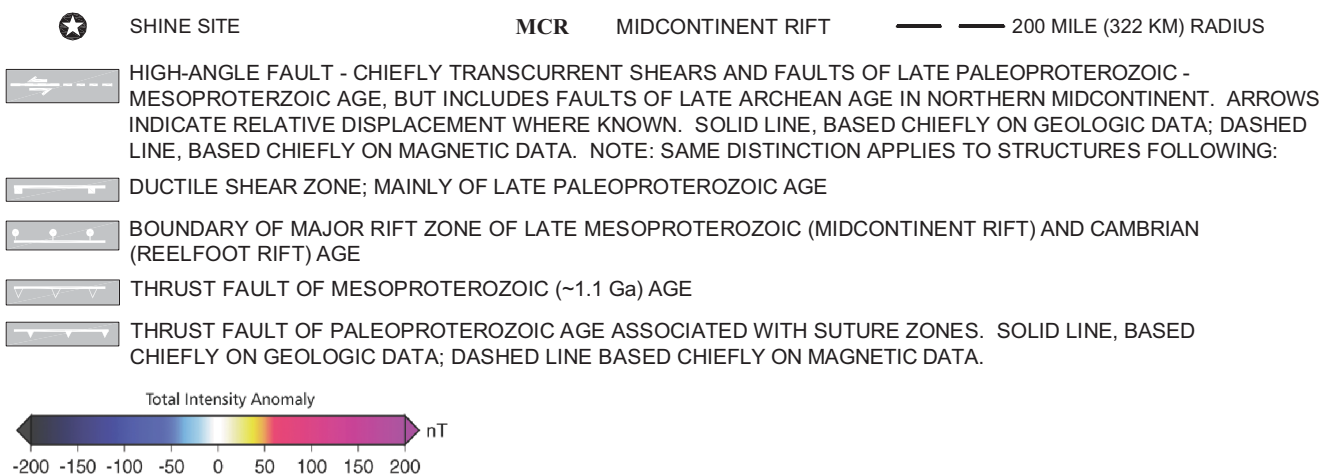 SHINE SITE MCR MIDCONTINENT RIFT 200 MILE (322 KM) RADIUS
HIGH-ANGLE FAULT - CHIEFLY TRANSCURRENT SHEARS AND FAULTS OF LATE PALEOPROTEROZOIC -
MESOPROTERZOIC AGE, BUT INCLUDES FAULTS OF LATE ARCHEAN AGE IN NORTHERN MIDCONTINENT. ARROWS
INDICATE RELATIVE DISPLACEMENT WHERE KNOWN. SOLID LINE, BASED CHIEFLY ON GEOLOGIC DATA; DASHED
LINE, BASED CHIEFLY ON MAGNETIC DATA. NOTE: SAME DISTINCTION APPLIES TO STRUCTURES FOLLOWING:
DUCTILE SHEAR ZONE; MAINLY OF LATE PALEOPROTEROZOIC AGE
BOUNDARY OF MAJOR RIFT ZONE OF LATE MESOPROTEROZOIC (MIDCONTINENT RIFT) AND CAMBRIAN
(REELFOOT RIFT) AGE
THRUST FAULT OF MESOPROTEROZOIC (~1.1 Ga) AGE
THRUST FAULT OF PALEOPROTEROZOIC AGE ASSOCIATED WITH SUTURE ZONES. SOLID LINE, BASED
CHIEFLY ON GEOLOGIC DATA; DASHED LINE BASED CHIEFLY ON MAGNETIC DATA.
Total Intensity Anomaly
nT
-200 -150 -100 -50 0 50 100 150 200